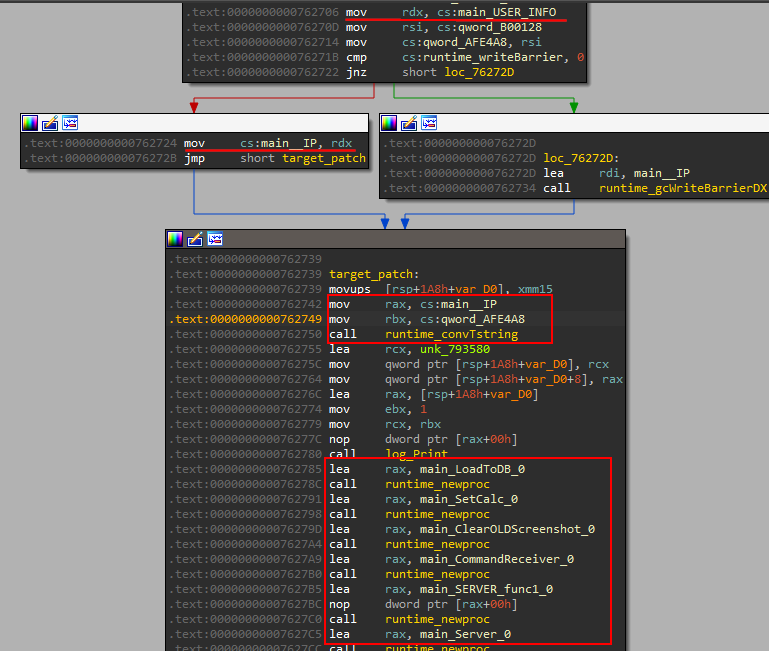 .text:0000000000762706 mov rdx, cs:main_USER_INFO
.text:000000000076270D mov rsi, cs:qword_B00128
.text:0000000000762714 mov cs:qword_AFE4A8, rsi
.text:000000000076271B cmp cs:runtime_writeBarrier, 0
.text:0000000000762722 jnz short loc_76272D
.text:0000000000762724 mov cs:main__IP, rdx
.text:000000000076272B jmp short target_patch
.text:000000000076272D
.text:000000000076272D loc_76272D:
.text:000000000076272D lea rdi, main__IP
.text:0000000000762734 call runtime_gcWriteBarrierDX
.text:0000000000762739
.text:0000000000762739 target_patch:
.text:0000000000762739 movups [rsp+1A8h+var_D0], xmm15
.text:0000000000762742 mov rax, cs:main__IP
.text:0000000000762749 mov rbx, cs:qword_AFE4A8
.text:0000000000762750 call runtime_convTstring
.text:0000000000762755 lea rcx, unk_793580
.text:000000000076275C mov qword ptr [rsp+1A8h+var_D0], rcx
.text:0000000000762764 mov qword ptr [rsp+1A8h+var_D0+8], rax
.text:000000000076276C lea rax, [rsp+1A8h+var_D0]
.text:0000000000762774 mov ebx, 1
.text:0000000000762779 mov rcx, rbx
.text:000000000076277C nop dword ptr [rax+00h]
.text:0000000000762780 call log_Print
.text:0000000000762785 lea rax, main_LoadToDB_0
.text:000000000076278C call runtime_newproc
.text:0000000000762791 lea rax, main_SetCalc_0
.text:0000000000762798 call runtime_newproc
.text:000000000076279D lea rax, main_ClearOLDScreenshot_0
.text:00000000007627A4 call runtime_newproc
.text:00000000007627A9 lea rax, main_CommandReceiver_0
.text:00000000007627B0 call runtime_newproc
.text:00000000007627B5 lea rax, main_SERVER_func1_0
.text:00000000007627BC nop dword ptr [rax+00h]
.text:00000000007627C0 call runtime_newproc
.text:00000000007627C5 lea rax, main_Server_0
.text:00000000007627CC call runtime_newproc